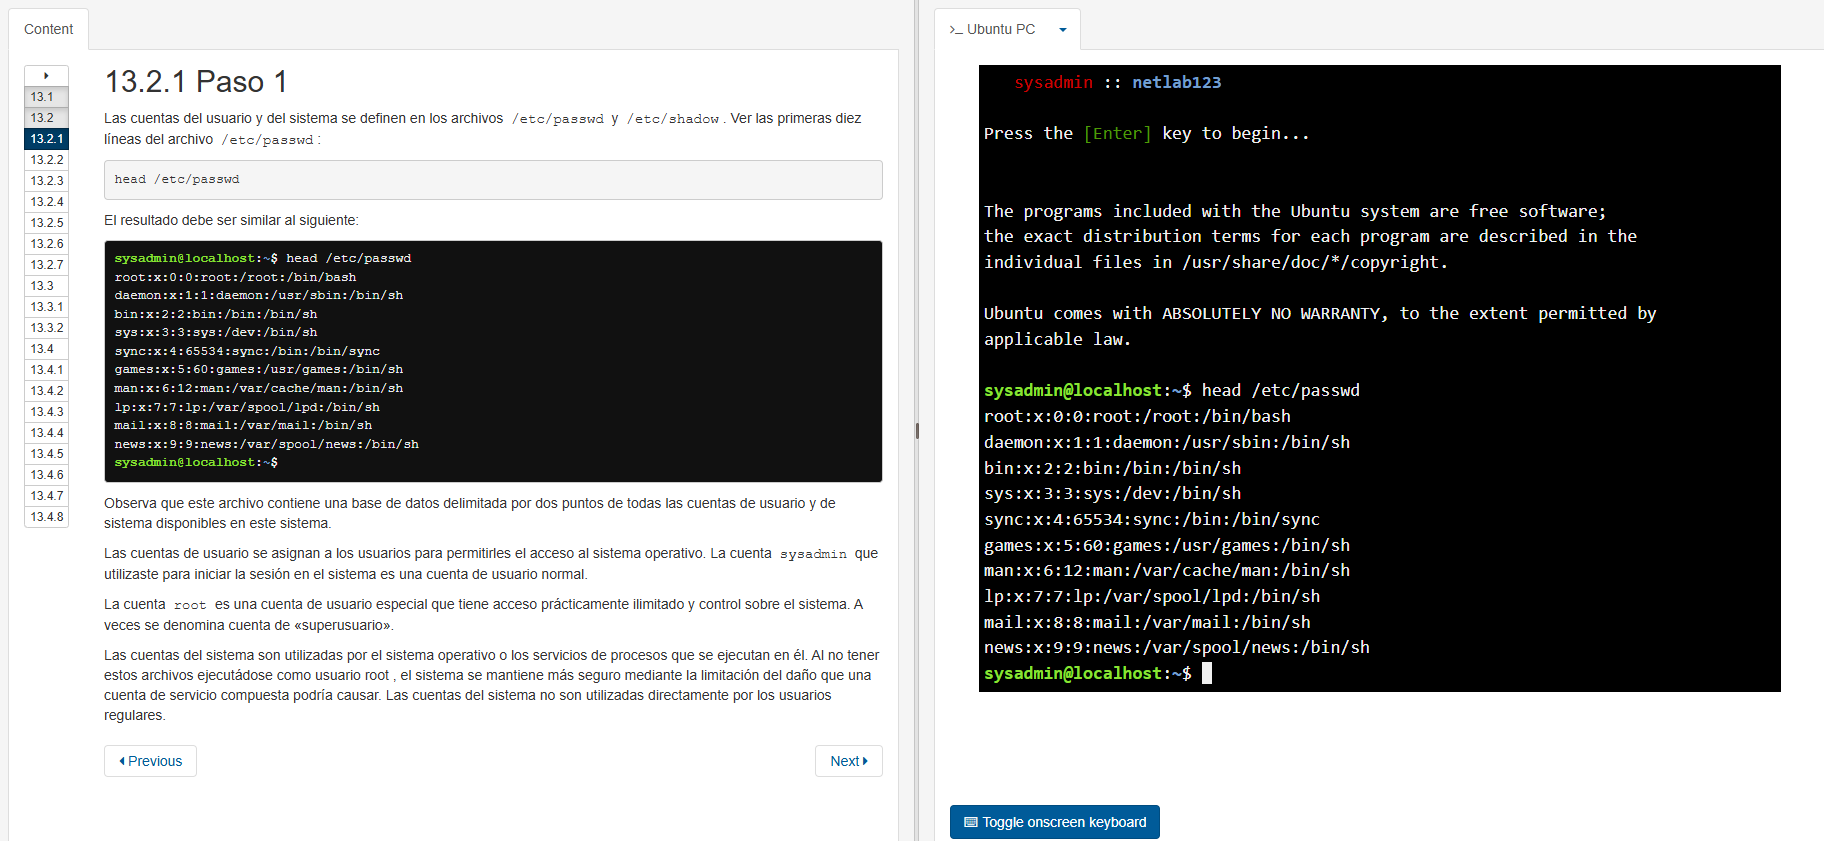 Content
13.1
13.2
13.2.1
13.2.2
13.2.3
13.2.4
13.2.5
13.2.6
13.2.7
13.3
13.3.1
13.3.2
13.4
13.4.1
13.4.2
13.4.3
13.4.4
13.4.5
13.4.6
13.4.7
13.4.8
13.2.1 Paso 1
Las cuentas del usuario y del sistema se definen en los archivos /etc/passwd y /etc/shadow . Ver las primeras diez
líneas del archivo /etc/passwd :
head /etc/passwd
El resultado debe ser similar al siguiente:
sysadmin@localhost:~$ head /etc/passwd
root:x:0:0:root:/root:/bin/bash
daemon:x:1:1:daemon:/usr/sbin:/bin/sh
bin:x:2:2:bin:/bin:/bin/sh
sys:x:3:3:sys:/dev:/bin/sh
sync:x:4:65534:sync:/bin:/bin/sync
games:x:5:60:games:/usr/games:/bin/sh
man:x:6:12:man:/var/cache/man:/bin/sh
lp:x:7:7:lp:/var/spool/lpd:/bin/sh
mail:x:8:8:mail:/var/mail:/bin/sh
news:x:9:9:news:/var/spool/news:/bin/sh
sysadmin@localhost:~$
Observa que este archivo contiene una base de datos delimitada por dos puntos de todas las cuentas de usuario y de
sistema disponibles en este sistema.
Las cuentas de usuario se asignan a los usuarios para permitirles el acceso al sistema operativo. La cuenta sysadmin que
utilizaste para iniciar la sesión en el sistema es una cuenta de usuario normal.
La cuenta root es una cuenta de usuario especial que tiene acceso prácticamente ilimitado y control sobre el sistema. A
veces se denomina cuenta de «superusuario».
Las cuentas del sistema son utilizadas por el sistema operativo o los servicios de procesos que se ejecutan en él. Al no tener
estos archivos ejecutádose como usuario root , el sistema se mantiene más seguro mediante la limitación del daño que una
cuenta de servicio compuesta podría causar. Las cuentas del sistema no son utilizadas directamente por los usuarios
regulares.
Previous
Next
>_ Ubuntu PC
sysadmin :: netlab123
Press the [Enter] key to begin...
The programs included with the Ubuntu system are free software;
the exact distribution terms for each program are described in the
individual files in /usr/share/doc/*/copyright.
Ubuntu comes with ABSOLUTELY NO WARRANTY, to the extent permitted by
applicable law.
sysadmin@localhost:~$ head /etc/passwd
root:x:0:0:root:/root:/bin/bash
daemon:x:1:1:daemon:/usr/sbin:/bin/sh
bin:x:2:2:bin:/bin:/bin/sh
sys:x:3:3:sys:/dev:/bin/sh
sync:x:4:65534:sync:/bin:/bin/sync
games:x:5:60:games:/usr/games:/bin/sh
man:x:6:12:man:/var/cache/man:/bin/sh
lp:x:7:7:lp:/var/spool/lpd:/bin/sh
mail:x:8:8:mail:/var/mail:/bin/sh
news:x:9:9:news:/var/spool/news:/bin/sh
sysadmin@localhost:~$
Toggle onscreen keyboard